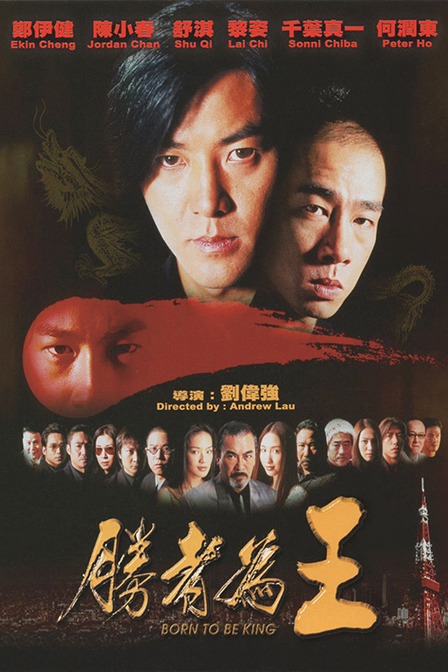 鄭伊健 陳小春 舒淇 黎姿 千葉真一 何潤東
Ekin Cheng Jordan Chan Shu Qi Lai Chi Sonni Chiba Peter Ho
導演：劉偉強
Directed by : Andrew Lau
勝者為王
BORN TO BE KING